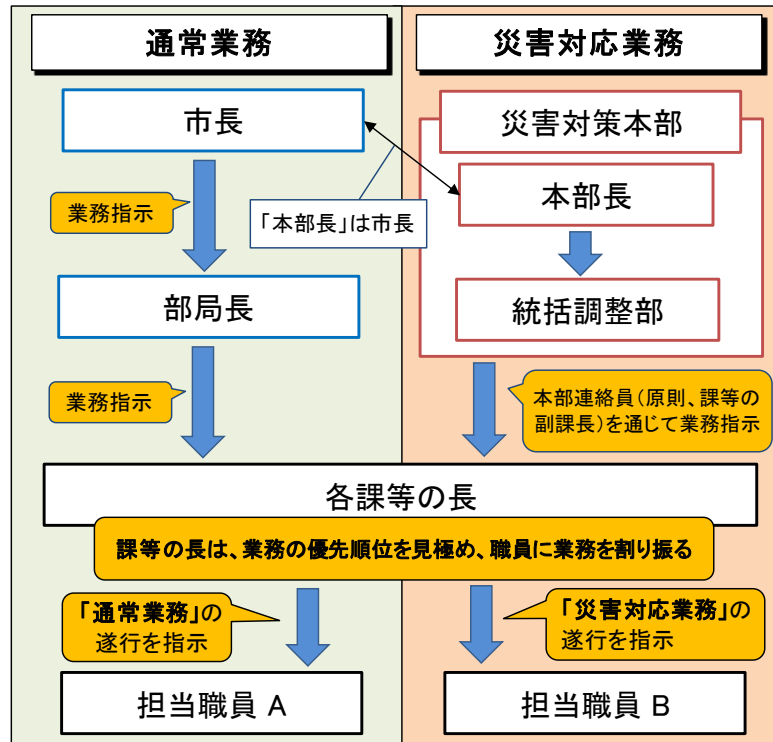 通常業務
災害対応業務
市長
災害対策本部
業務指示
「本部長」は市長
本部長
部局長
統括調整部
業務指示
本部連絡員（原則、課等の
副課長）を通じて業務指示
各課等の長
課等の長は、業務の優先順位を見極め、職員に業務を割り振る
「通常業務」の
遂行を指示
「災害対応業務」の
遂行を指示
担当職員 A
担当職員 B